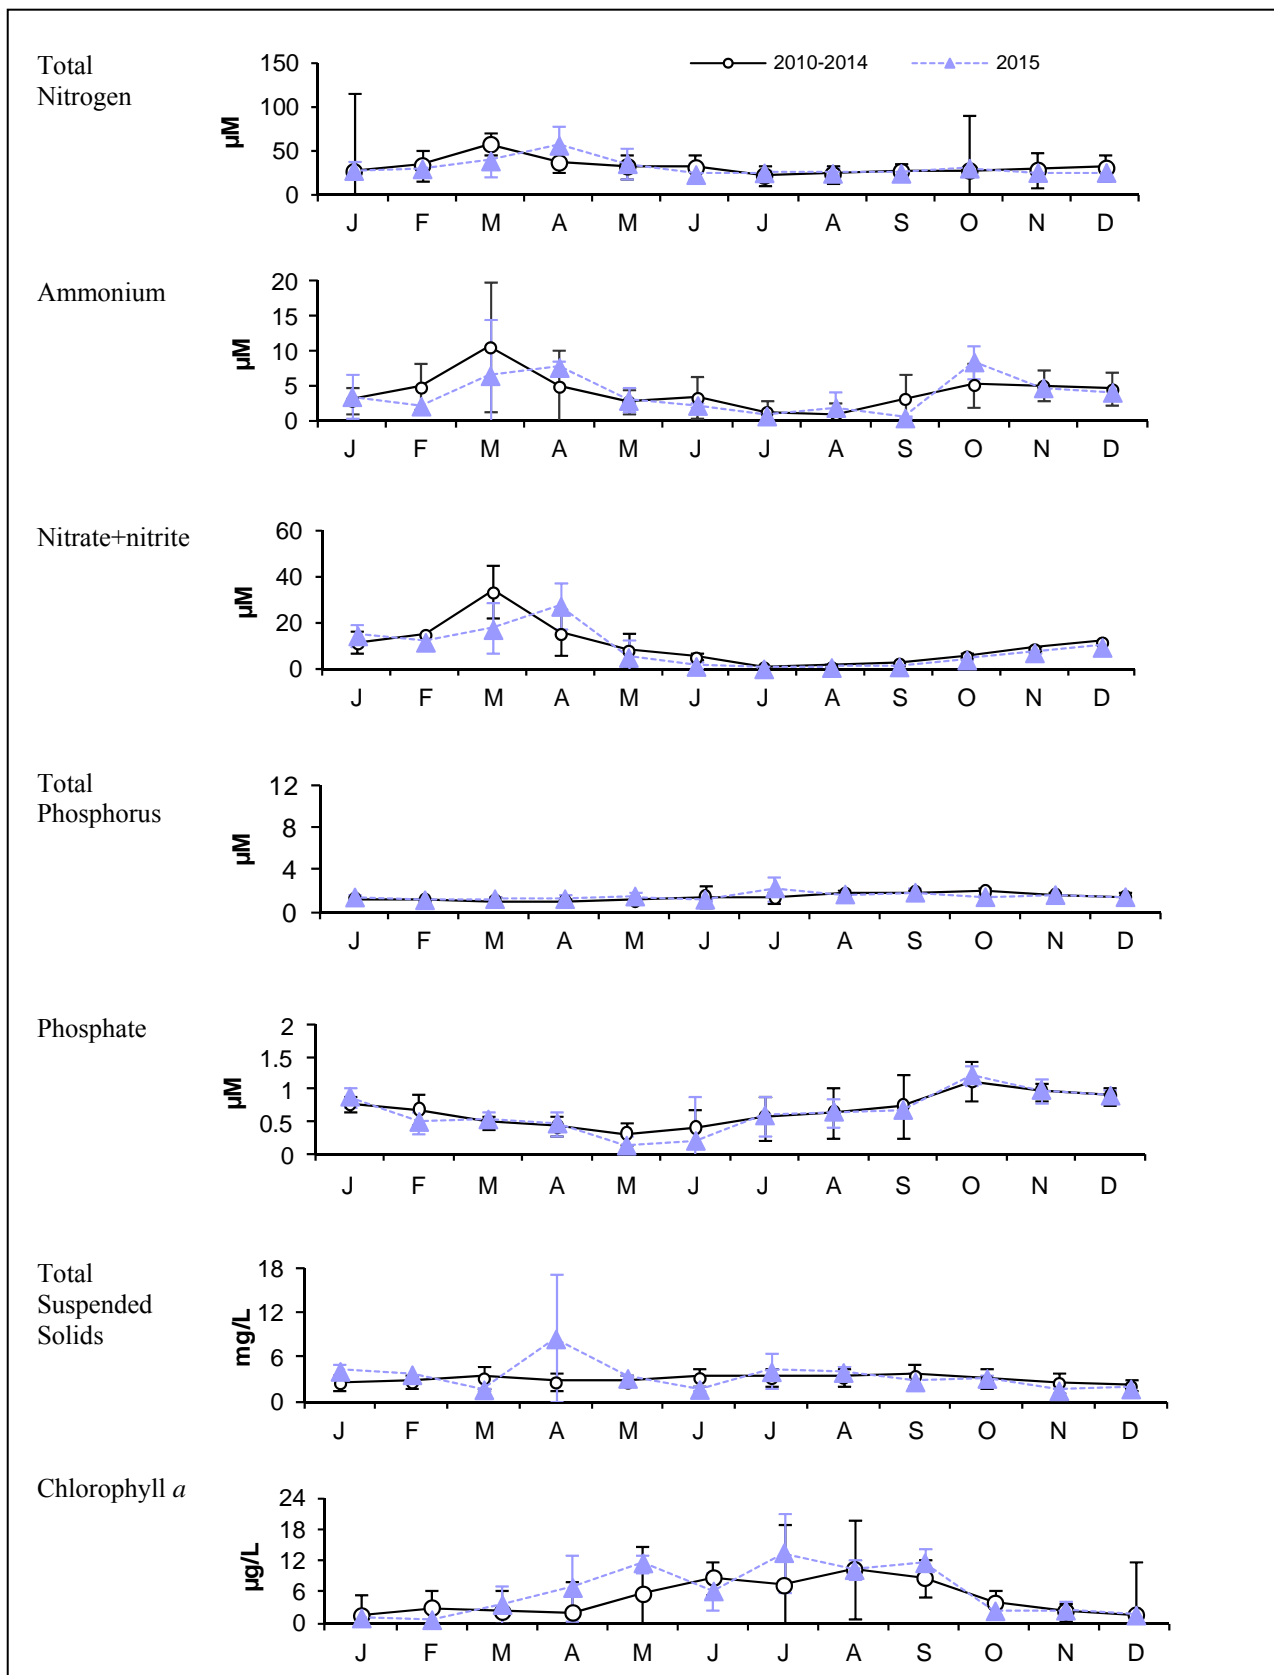 Total
Nitrogen
µM
150
100
50
0
2010-2014
2015
J F M A M J J A S O N D
Ammonium
µM
20
15
10
5
0
J F M A M J J A S O N D
Nitrate+nitrite
µM
60
40
20
0
J F M A M J J A S O N D
Total
Phosphorus
µM
12
8
4
0
J F M A M J J A S O N D
Phosphate
µM
2
1.5
1
0.5
0
J F M A M J J A S O N D
Total
Suspended
Solids
mg/L
18
12
6
0
J F M A M J J A S O N D
Chlorophyll a
µg/L
24
18
12
6
0
J F M A M J J A S O N D